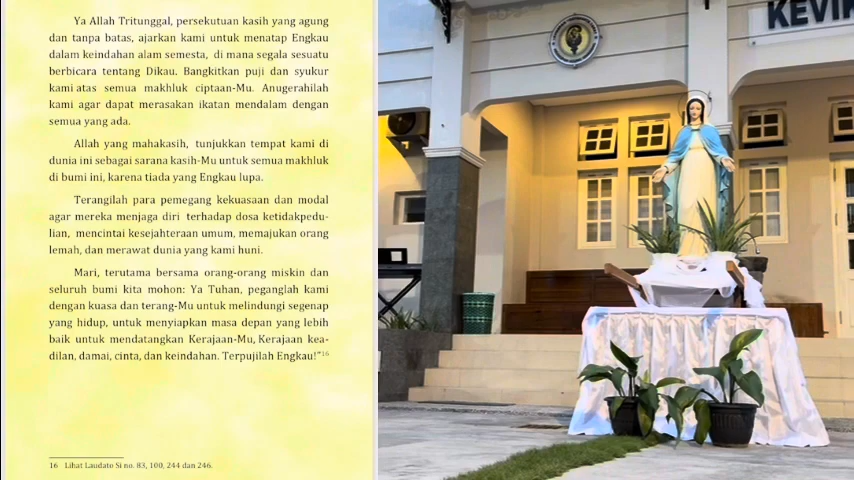 Ya Allah Tritunggal, persekutuan kasih yang agung
dan tanpa batas, ajarkan kami untuk menatap Engkau
dalam keindahan alam semesta, di mana segala sesuatu
berbicara tentang Dikau. Bangkitkan puji dan syukur
kami atas semua makhluk ciptaan-Mu. Anugerahilah
kami agar dapat merasakan ikatan mendalam dengan
semua yang ada.
Allah yang mahakasih, tunjukkan tempat kami di
dunia ini sebagai sarana kasih-Mu untuk semua makhluk
di bumi ini, karena tiada yang Engkau lupa.
Terangilah para pemegang kekuasaan dan modal
agar mereka menjaga diri terhadap dosa ketidakpedu-
lian, mencintai kesejahteraan umum, memajukan orang
lemah, dan merawat dunia yang kami huni.
Mari, terutama bersama orang-orang miskin dan
seluruh bumi kita mohon: Ya Tuhan, peganglah kami
dengan kuasa dan terang-Mu untuk melindungi segenap
yang hidup, untuk menyiapkan masa depan yang lebih
baik untuk mendatangkan Kerajaan-Mu, Kerajaan kea-
dilan, damai, cinta, dan keindahan. Terpujilah Engkau!"16
16 Lihat Laudato Si no. 83, 100, 244 dan 246.
KEVIK